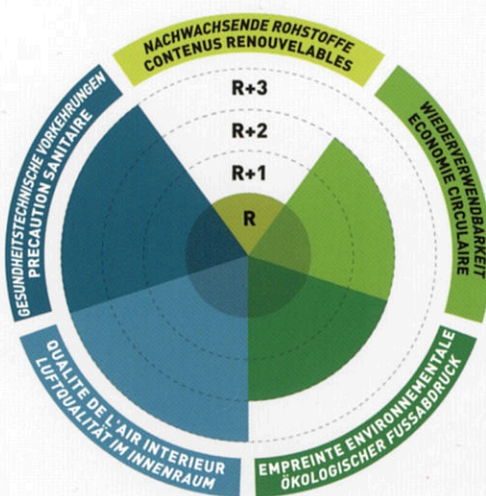 NACHWACHSENDE ROHSTOFFE
CONTENUS RENOUVELABLES
WIEDERVERWENDBARKEIT
ECONOMIE CIRCULAIRE
EMPREINTE ENVIRONNEMENTALE
ÖKOLOGISCHER FUSSABDRUCK
QUALITE DE L'AIR INTERIEUR
LUFTQUALITÄT IM INNENRAUM
GESUNDHEITSTECHNISCHE VORKEHRUNGEN
PRECAUTION SANITAIRE
R+3
R+2
R+1
R